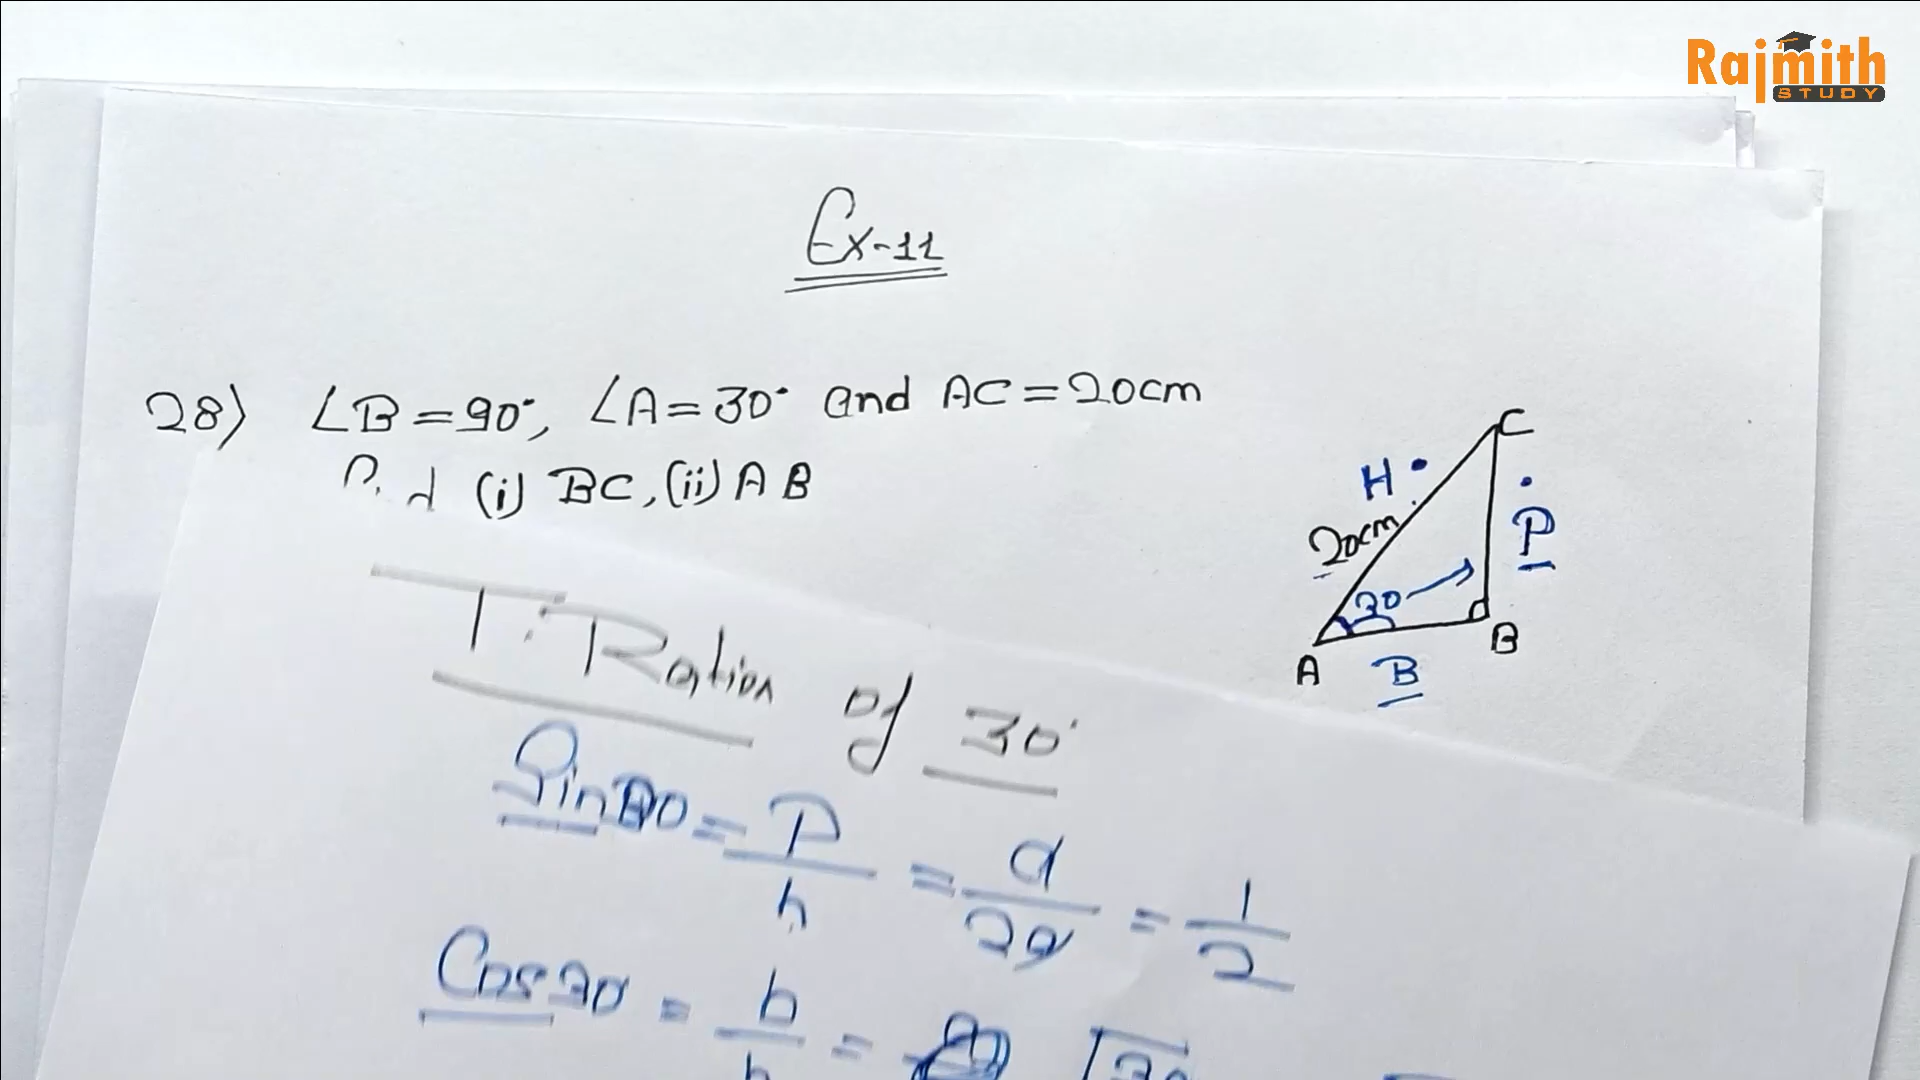 Rajmith
STUDY
Ex-11
28) ∠B=90°, ∠A=30° and AC=20cm
(i) BC, (ii) AB
C
H
20cm
P
30
A
B
B
T. Ration of 30°
Sin30 = P/h = a/2a = 1/2
Cos30 = b/h =